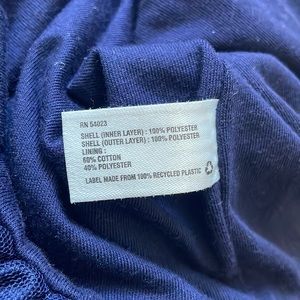 RN 54023
SHELL (INNER LAYER) : 100% POLYESTER
SHELL (OUTER LAYER) : 100% POLYESTER
LINING :
60% COTTON
40% POLYESTER
LABEL MADE FROM 100% RECYCLED PLASTIC